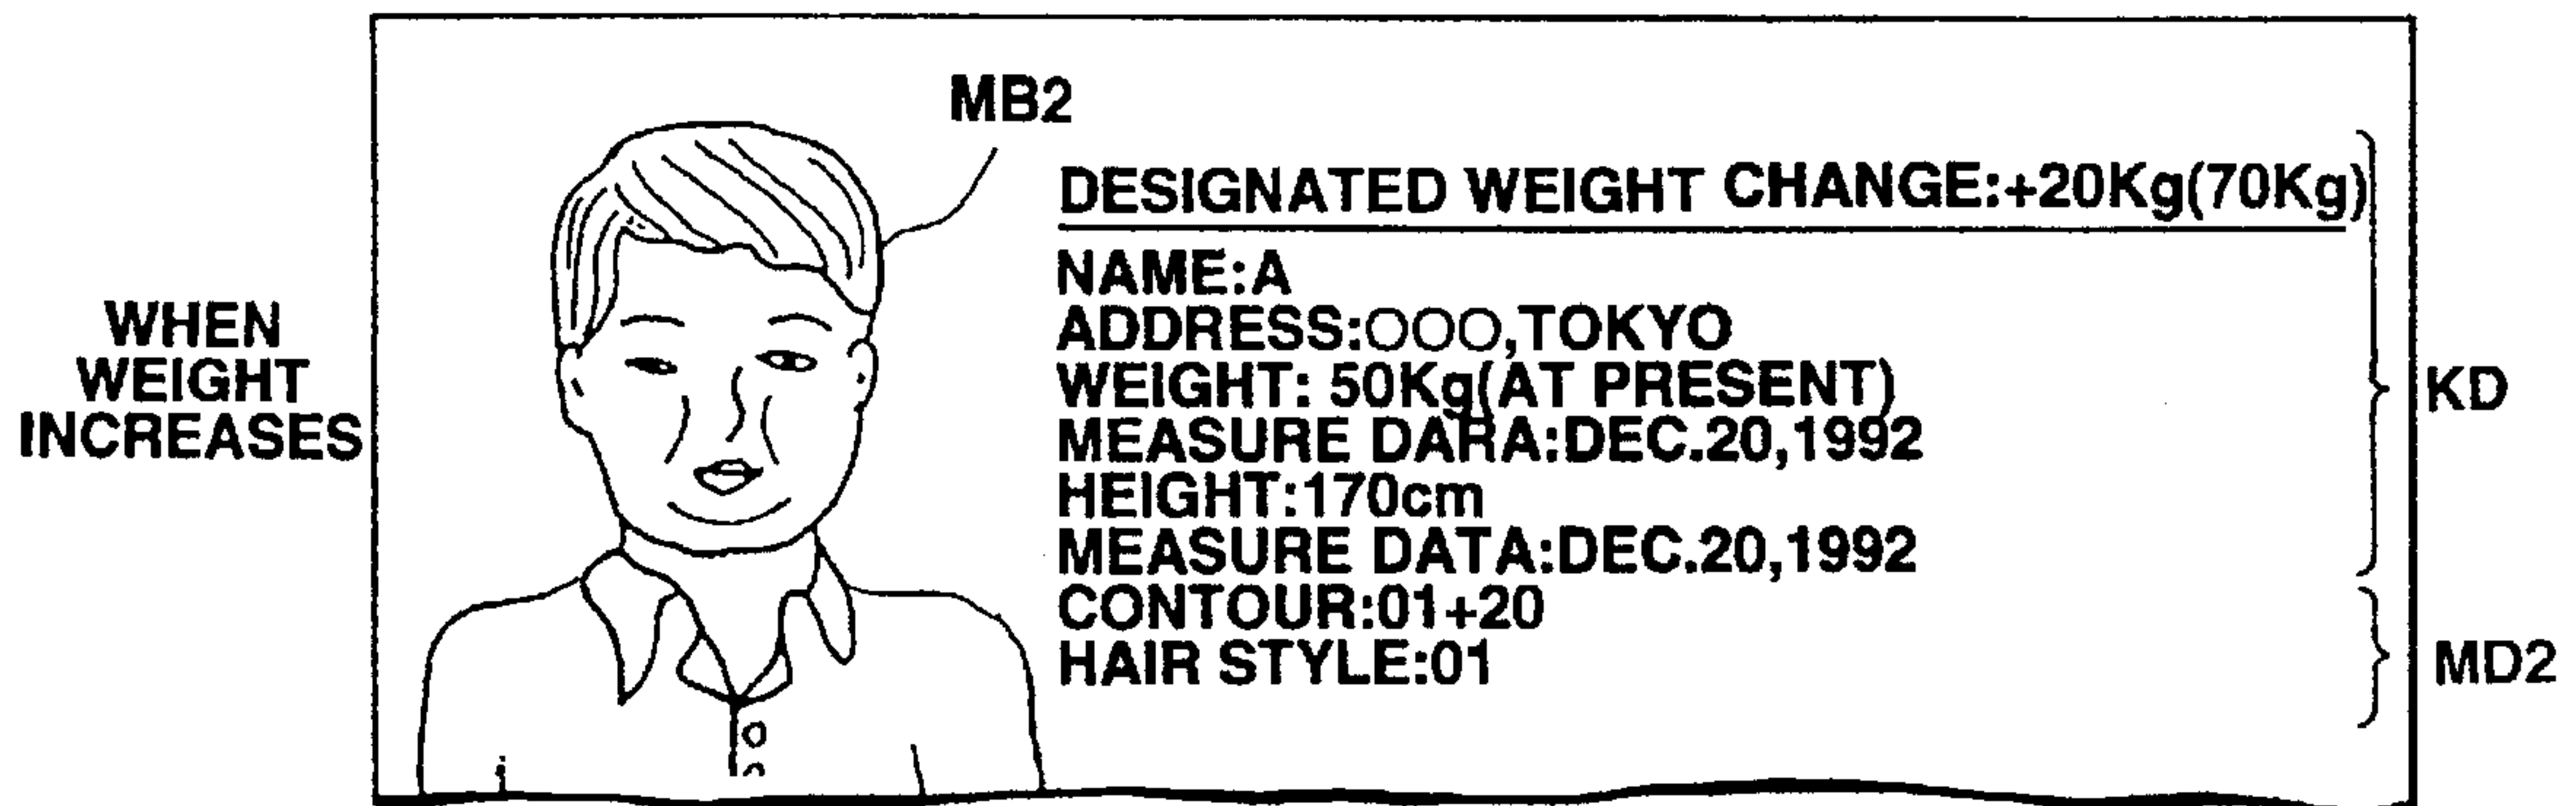 WHEN
WEIGHT
INCREASES
MB2
DESIGNATED WEIGHT CHANGE:+20Kg(70Kg)
NAME:A
ADDRESS:○○○,TOKYO
WEIGHT: 50Kg(AT PRESENT)
MEASURE DARA:DEC.20,1992
HEIGHT:170cm
MEASURE DATA:DEC.20,1992
CONTOUR:01+20
HAIR STYLE:01
KD
MD2